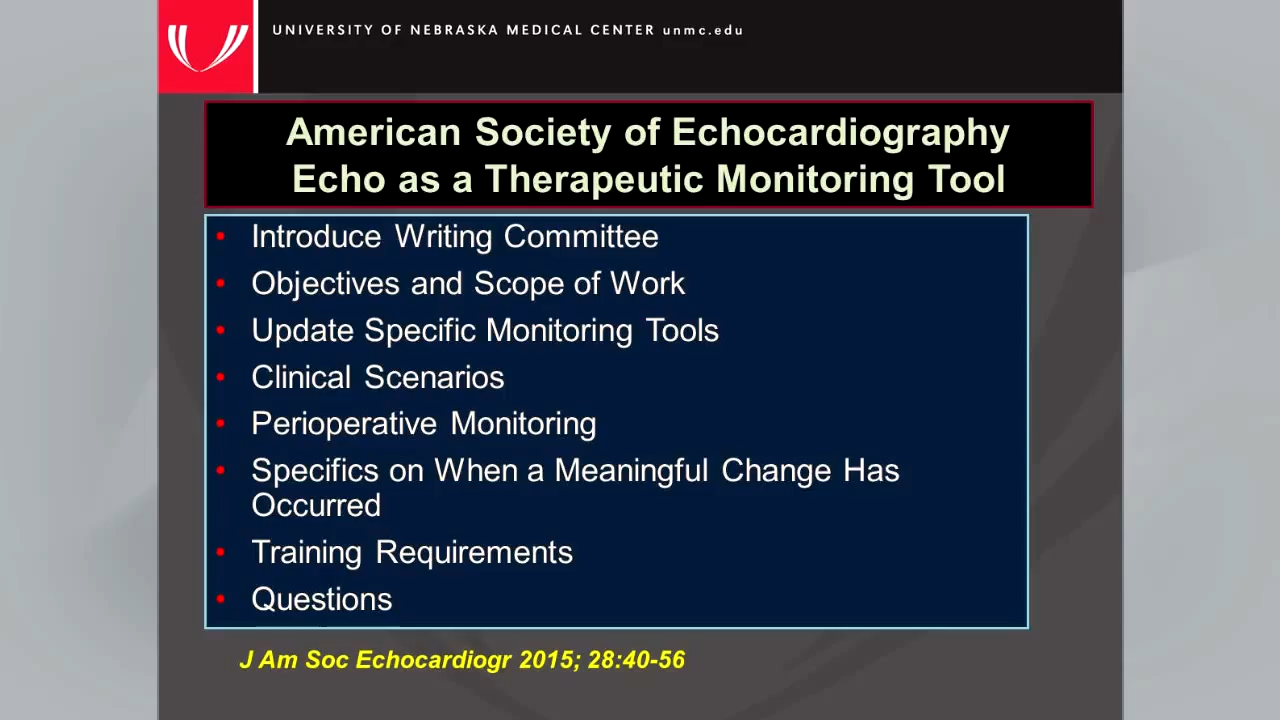 UNIVERSITY OF NEBRASKA MEDICAL CENTER unmc.edu
American Society of Echocardiography
Echo as a Therapeutic Monitoring Tool
• Introduce Writing Committee
• Objectives and Scope of Work
• Update Specific Monitoring Tools
• Clinical Scenarios
• Perioperative Monitoring
• Specifics on When a Meaningful Change Has
Occurred
• Training Requirements
• Questions
J Am Soc Echocardiogr 2015; 28:40-56